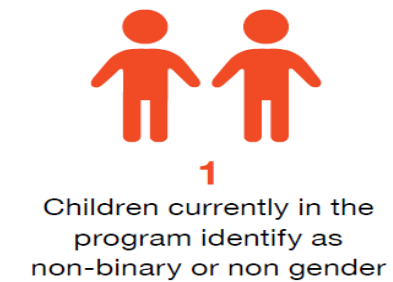 1
Children currently in the
program identify as
non-binary or non gender